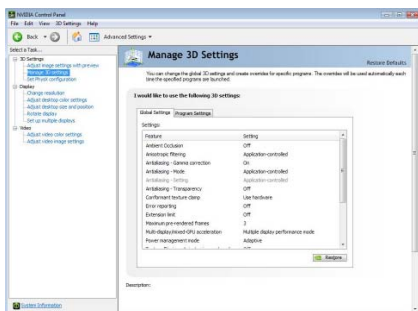 NVIDIA Control Panel
File Edit View 3D Settings Help
Back Advanced Settings
Select a Task...
3D Settings
Adjust image settings with preview
Manage 3D settings
Set PhysX configuration
Display
Change resolution
Adjust desktop color settings
Adjust desktop size and position
Rotate display
Set up multiple displays
Video
Adjust video color settings
Adjust video image settings
System Information
Manage 3D Settings
Restore Defaults
You can change the global 3D settings and create overrides for specific programs. The overrides will be used automatically each
time the specified programs are launched.
I would like to use the following 3D settings:
Global Settings Program Settings
Settings:
Feature Setting
Ambient Occlusion Off
Anisotropic filtering Application-controlled
Antialiasing - Gamma correction On
Antialiasing - Mode Application-controlled
Antialiasing - Setting Application-controlled
Antialiasing - Transparency Off
Conformant texture clamp Use hardware
Error reporting Off
Extension limit Off
Maximum pre-rendered frames 3
Multi-display/mixed-GPU acceleration Multiple display performance mode
Power management mode Adaptive
Restore
Description: